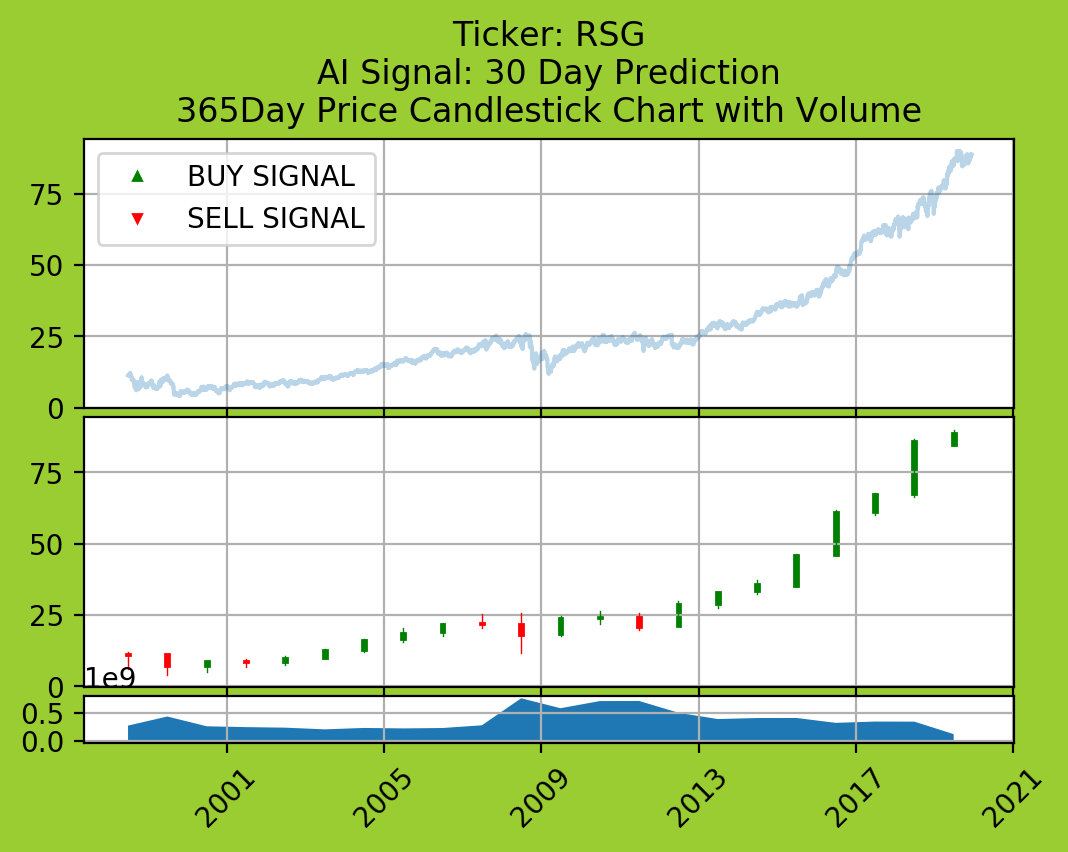 Ticker: RSG
AI Signal: 30 Day Prediction
365Day Price Candlestick Chart with Volume
BUY SIGNAL
SELL SIGNAL
75
50
25
0
75
50
25
0
1e9
0.5
0.0
2001
2005
2009
2013
2017
2021